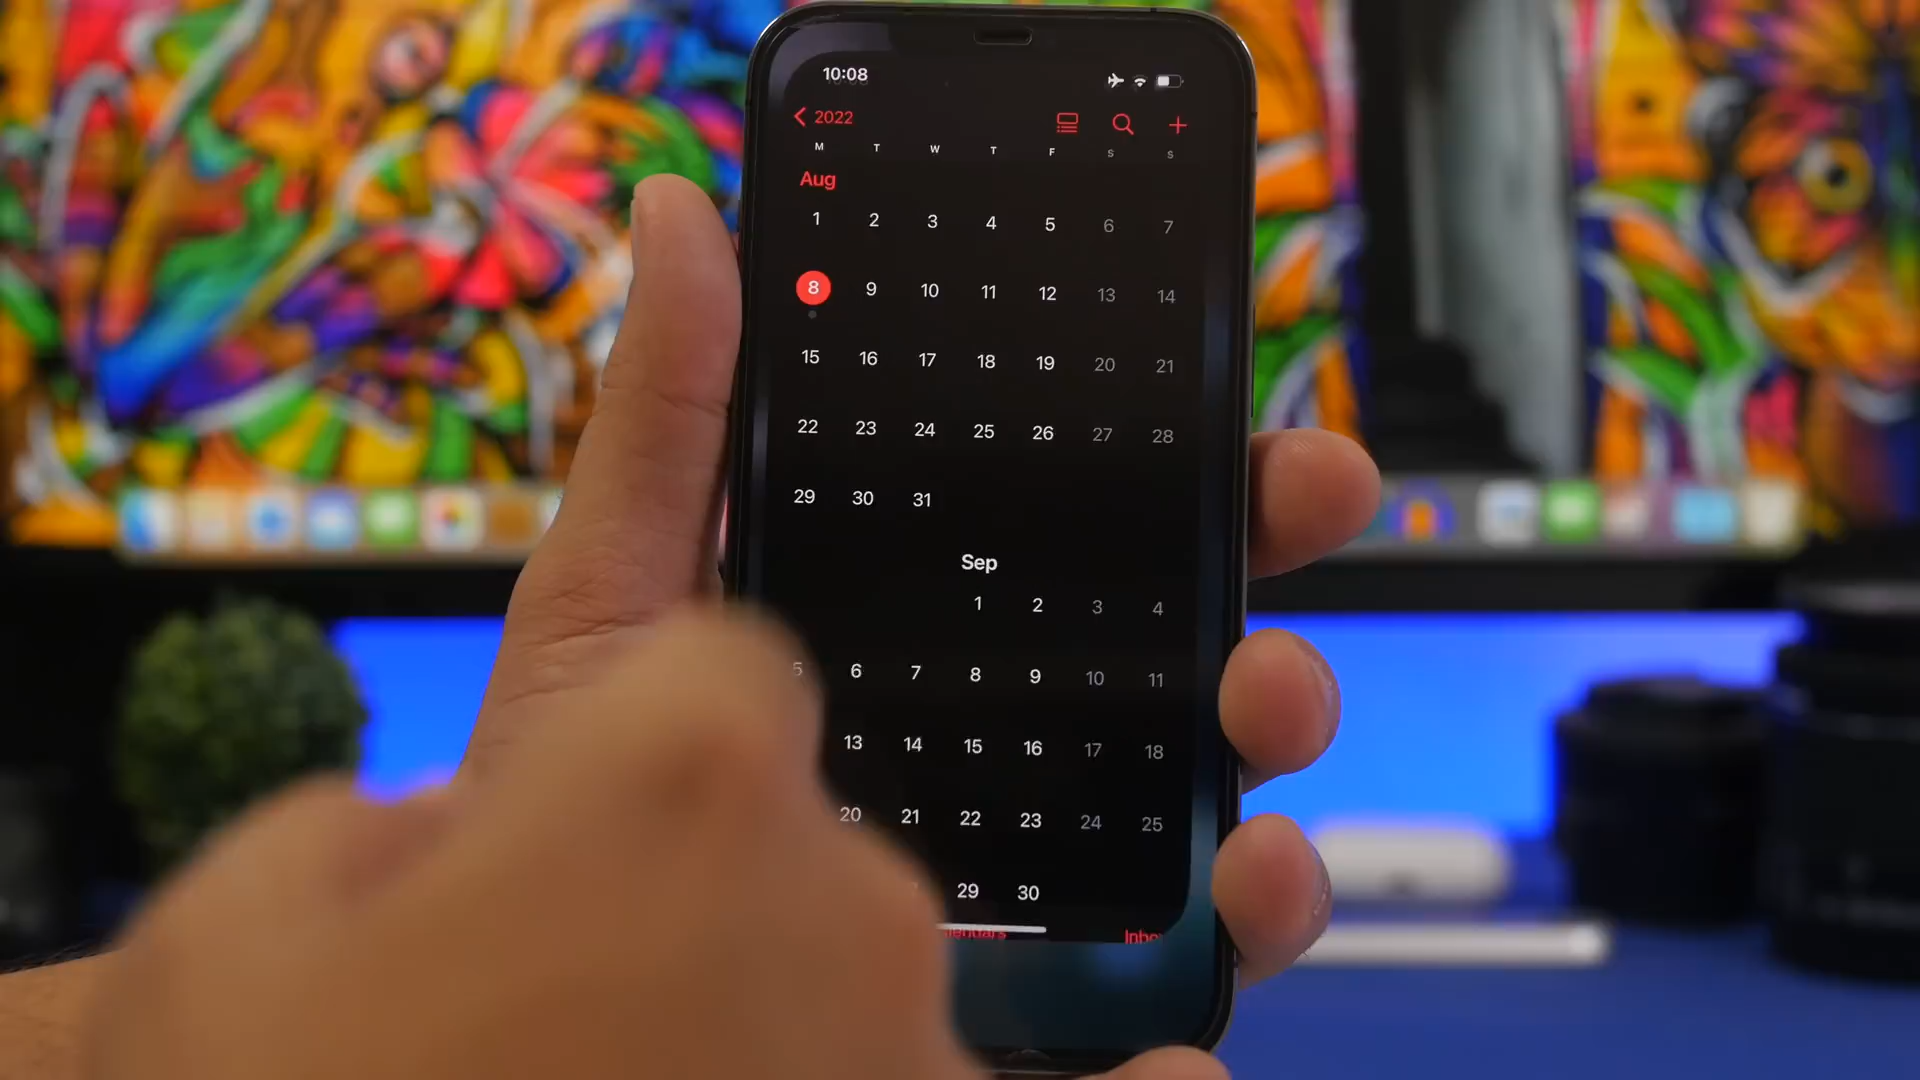 10:08
2022
M T W T F S S
Aug
1 2 3 4 5 6 7
8 9 10 11 12 13 14
15 16 17 18 19 20 21
22 23 24 25 26 27 28
29 30 31
Sep
1 2 3 4
5 6 7 8 9 10 11
13 14 15 16 17 18
20 21 22 23 24 25
29 30